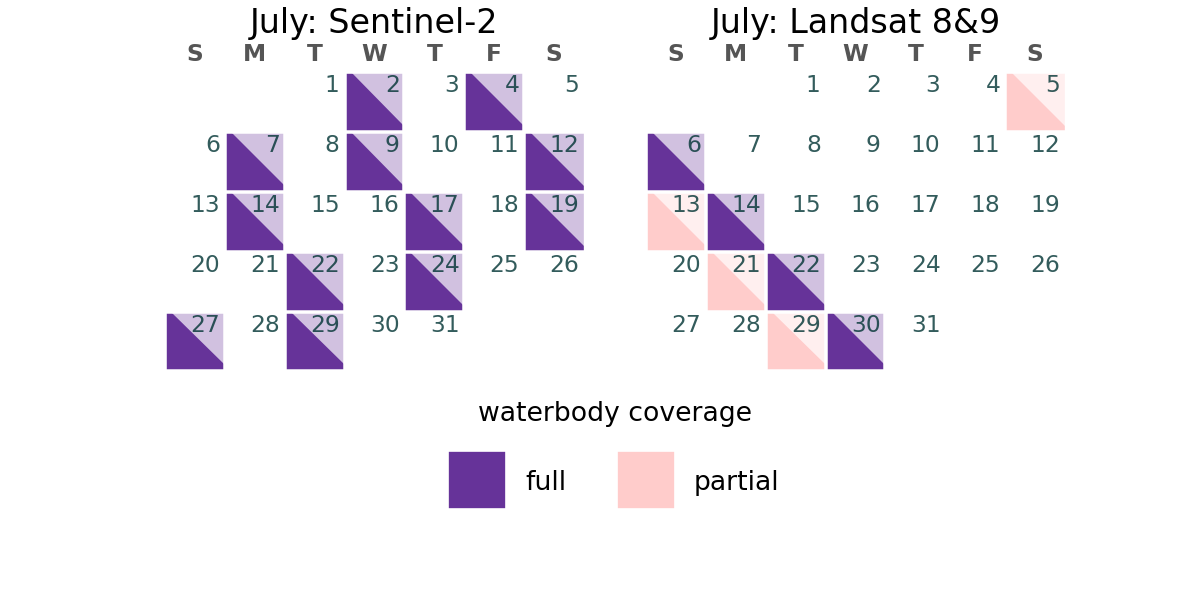 July: Sentinel-2
S M T W T F S
1 2 3 4 5
6 7 8 9 10 11 12
13 14 15 16 17 18 19
20 21 22 23 24 25 26
27 28 29 30 31
July: Landsat 8&9
S M T W T F S
1 2 3 4 5
6 7 8 9 10 11 12
13 14 15 16 17 18 19
20 21 22 23 24 25 26
27 28 29 30 31
waterbody coverage
full partial